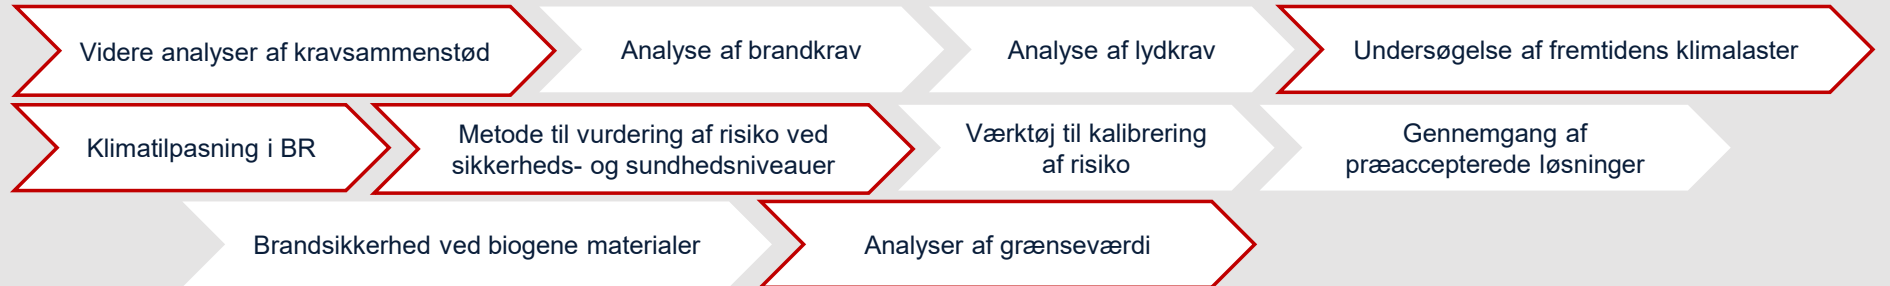 Videre analyser af kravsammenstød
Analyse af brandkrav
Analyse af lydkrav
Undersøgelse af fremtidens klimalaster
Klimatilpasning i BR
Metode til vurdering af risiko ved
sikkerheds- og sundhedsniveauer
Værktøj til kalibrering
af risiko
Gennemgang af
præaccepterede løsninger
Brandsikkerhed ved biogene materialer
Analyser af grænseværdi